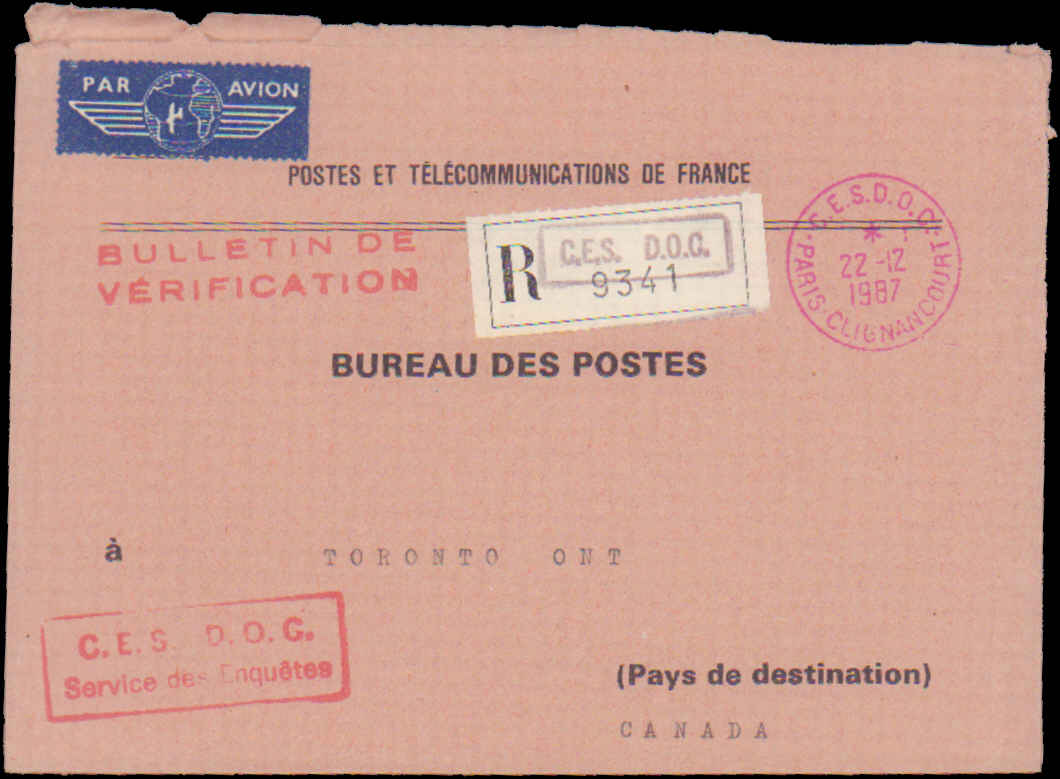 PAR AVION
POSTES ET TÉLÉCOMMUNICATIONS DE FRANCE
BULLETIN DE
VÉRIFICATION
R
C.E.S. D.O.G.
9341
C.E.S.D.O.G.
22-12
1987
PARIS-CLIGNANCOURT
BUREAU DES POSTES
à TORONTO ONT
C.E.S. D.O.G.
Service des Enquêtes
(Pays de destination)
CANADA